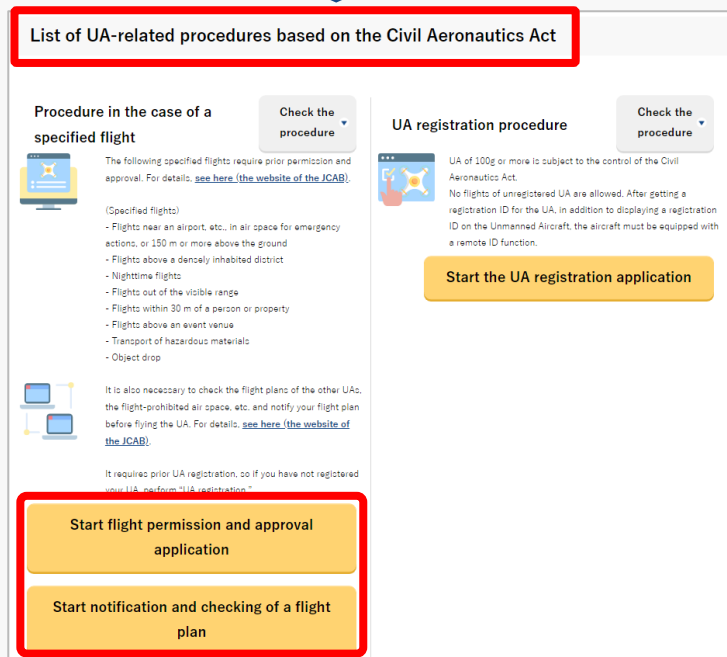 List of UA-related procedures based on the Civil Aeronautics Act
Procedure in the case of a
specified flight
Check the
procedure
The following specified flights require prior permission and
approval. For details, see here (the website of the JCAB).
(Specified flights)
- Flights near an airport, etc., in air space for emergency
actions, or 150 m or more above the ground
- Flights above a densely inhabited district
- Nighttime flights
- Flights out of the visible range
- Flights within 30 m of a person or property
- Flights above an event venue
- Transport of hazardous materials
- Object drop
It is also necessary to check the flight plans of the other UAs,
the flight-prohibited air space, etc. and notify your flight plan
before flying the UA. For details, see here (the website of
the JCAB).
It requires prior UA registration, so if you have not registered
your UA, perform "UA registration."
Start flight permission and approval
application
Start notification and checking of a flight
plan
UA registration procedure
Check the
procedure
UA of 100g or more is subject to the control of the Civil
Aeronautics Act.
No flights of unregistered UA are allowed. After getting a
registration ID for the UA, in addition to displaying a registration
ID on the Unmanned Aircraft, the aircraft must be equipped with
a remote ID function.
Start the UA registration application